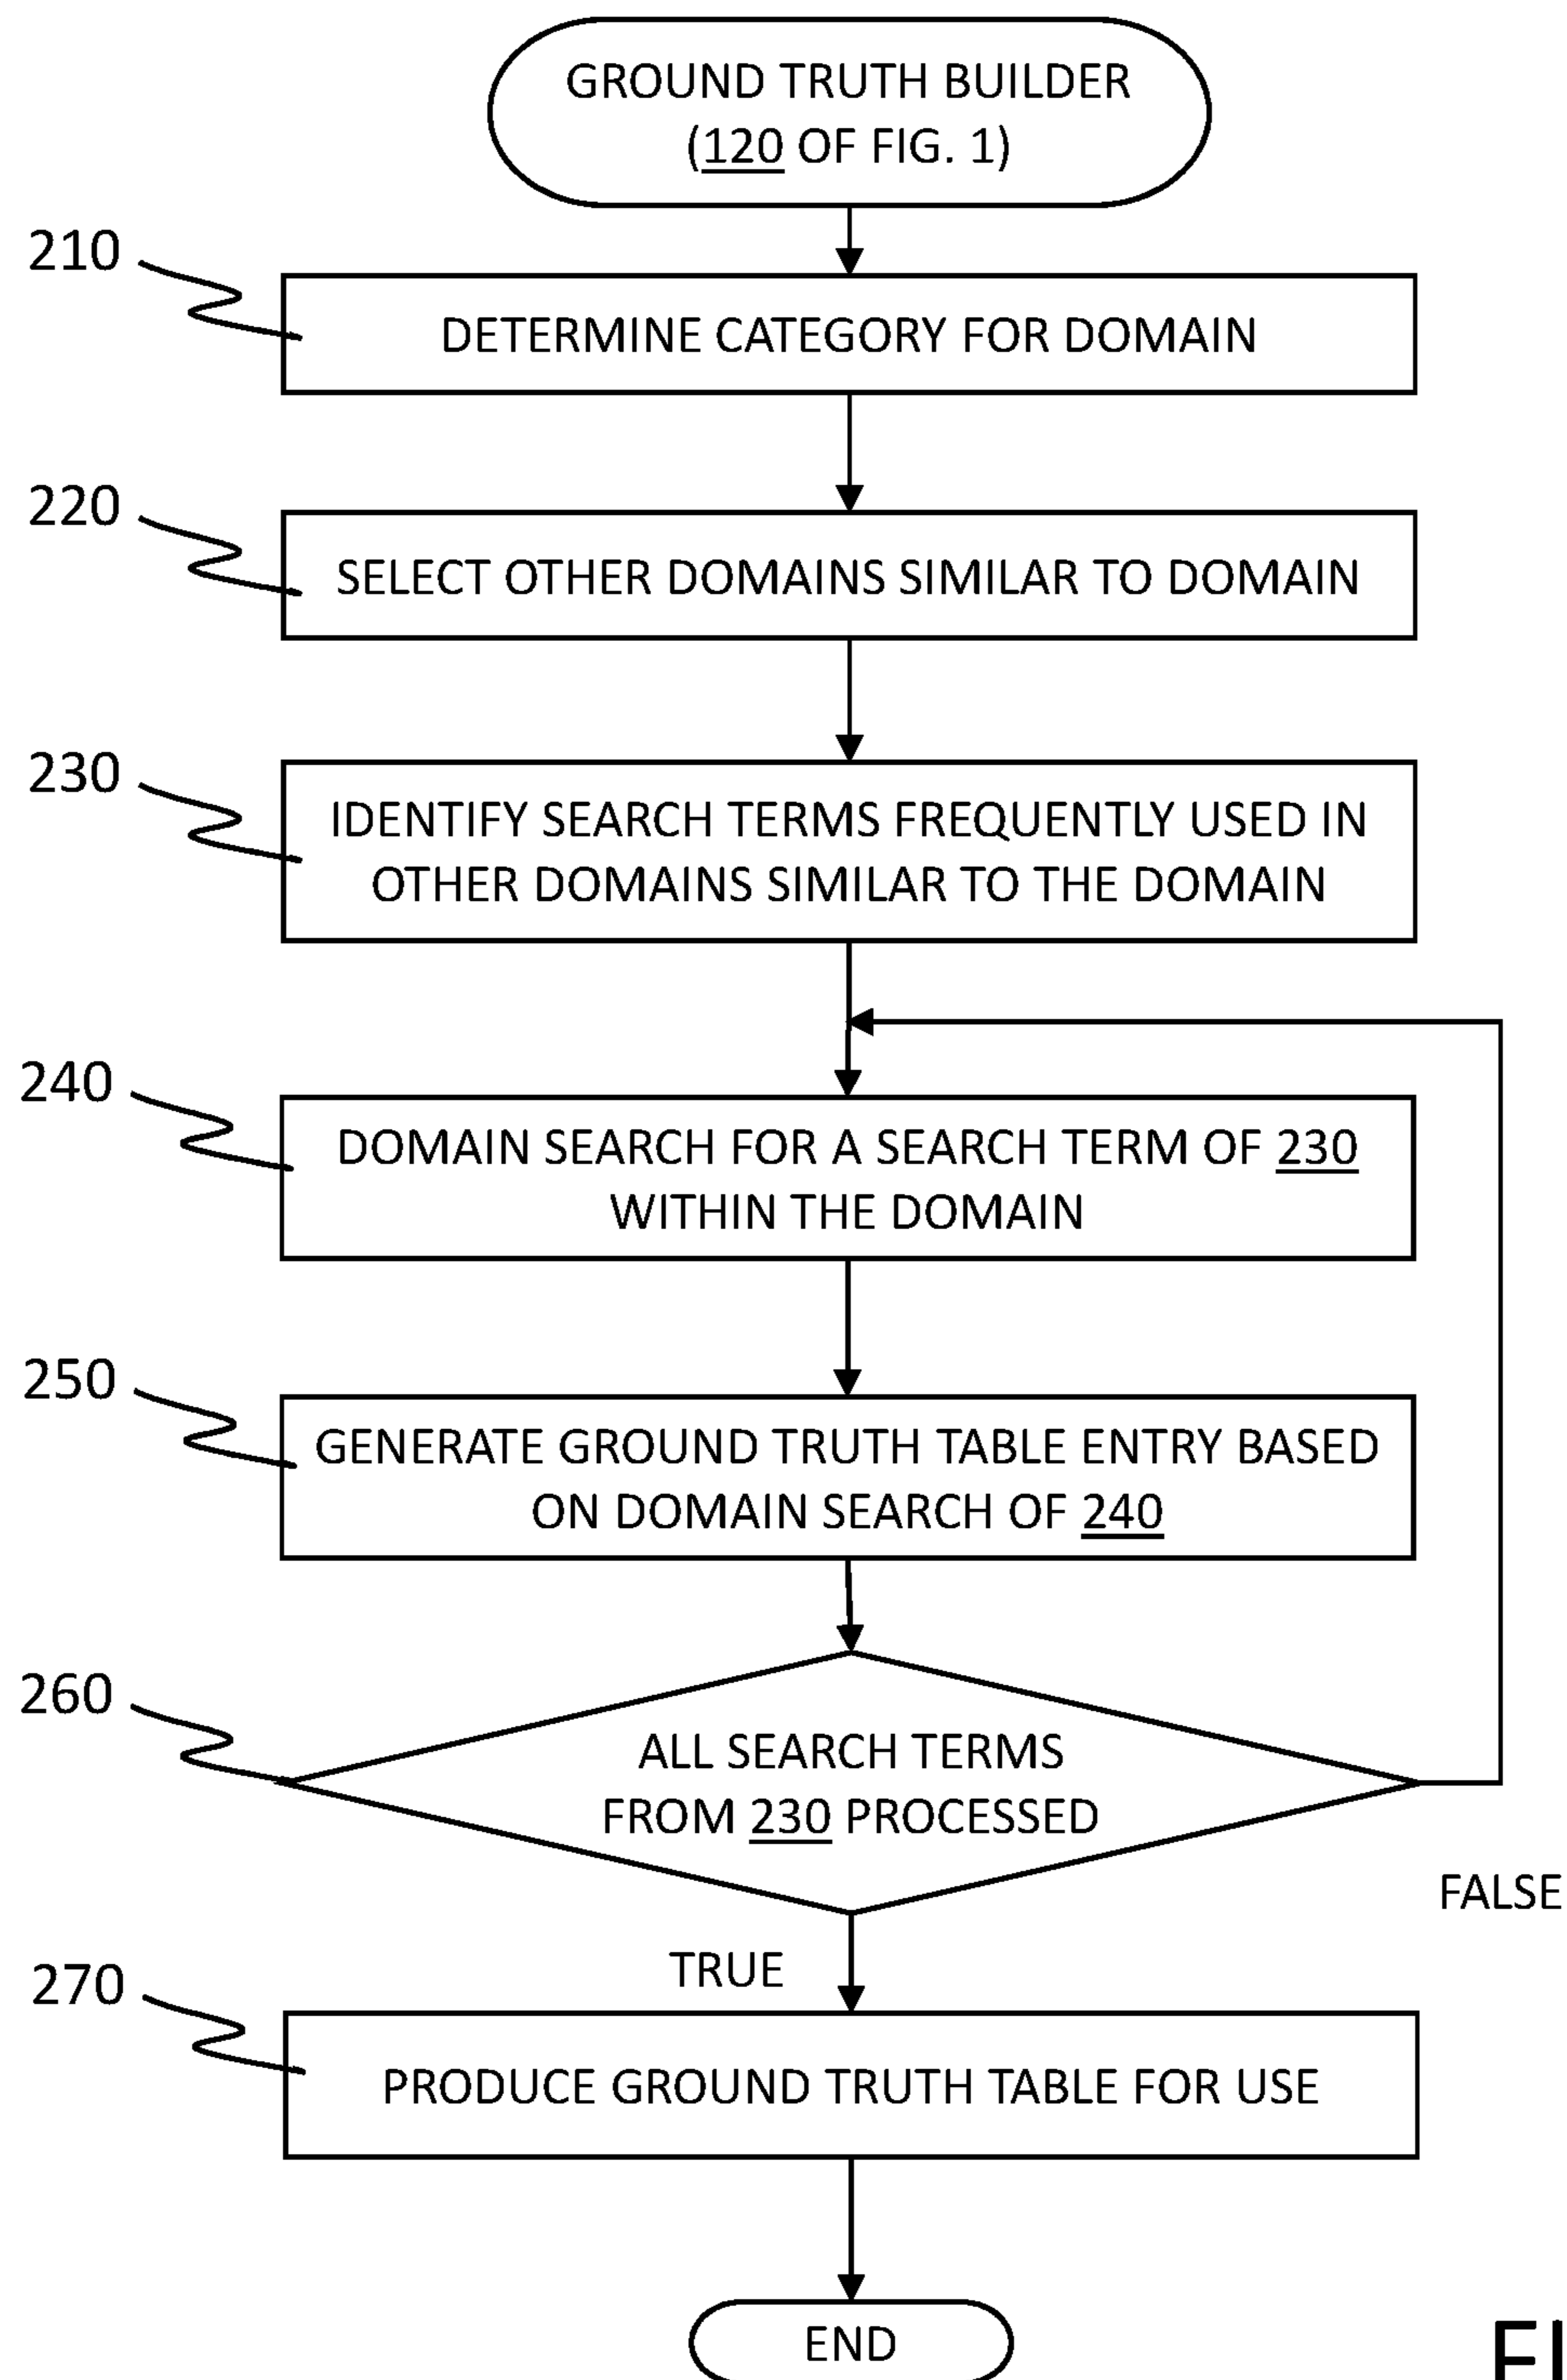 GROUND TRUTH BUILDER
(120 OF FIG. 1)
210
DETERMINE CATEGORY FOR DOMAIN
220
SELECT OTHER DOMAINS SIMILAR TO DOMAIN
230
IDENTIFY SEARCH TERMS FREQUENTLY USED IN
OTHER DOMAINS SIMILAR TO THE DOMAIN
240
DOMAIN SEARCH FOR A SEARCH TERM OF 230
WITHIN THE DOMAIN
250
GENERATE GROUND TRUTH TABLE ENTRY BASED
ON DOMAIN SEARCH OF 240
260
ALL SEARCH TERMS
FROM 230 PROCESSED
FALSE
TRUE
270
PRODUCE GROUND TRUTH TABLE FOR USE
END